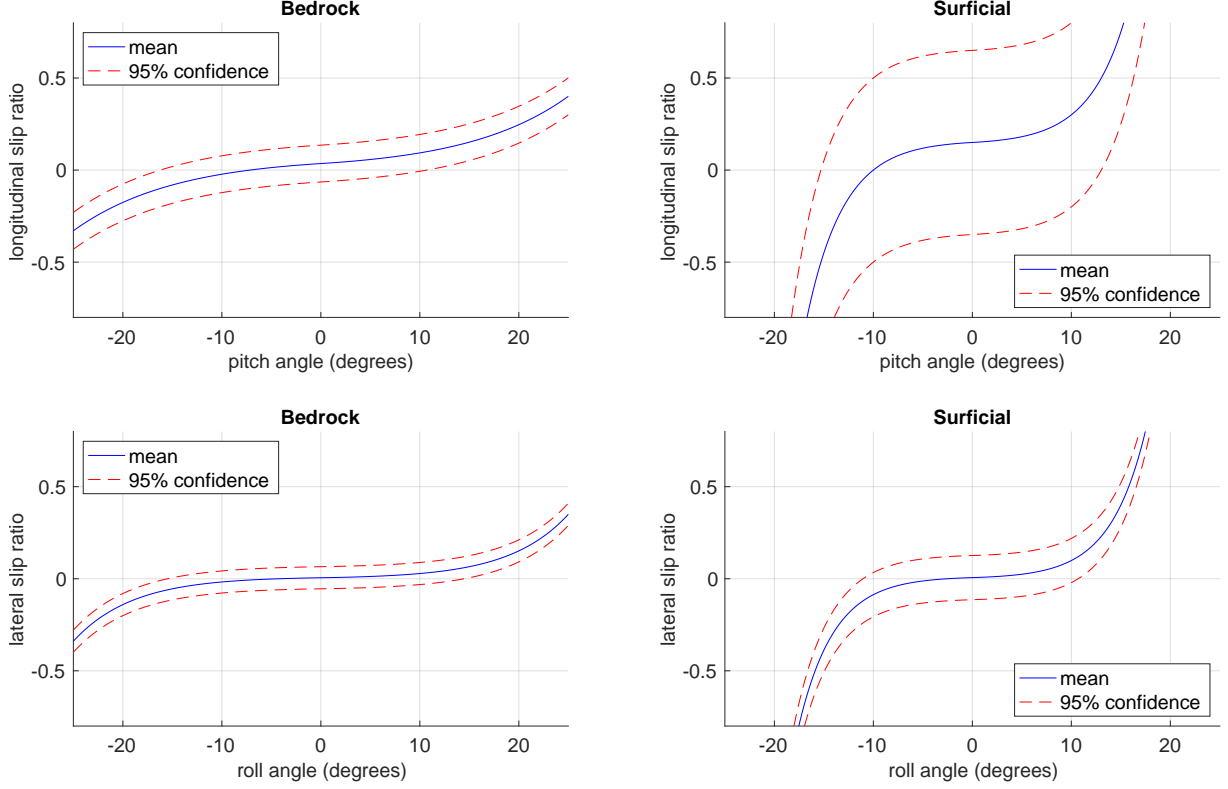 Bedrock
mean
95% confidence
0.5
0
-0.5
longitudinal slip ratio
-20
-10
0
10
20
pitch angle (degrees)
Surficial
0.5
0
-0.5
longitudinal slip ratio
mean
95% confidence
-20
-10
0
10
20
pitch angle (degrees)
Bedrock
mean
95% confidence
0.5
0
-0.5
lateral slip ratio
-20
-10
0
10
20
roll angle (degrees)
Surficial
0.5
0
-0.5
lateral slip ratio
mean
95% confidence
-20
-10
0
10
20
roll angle (degrees)